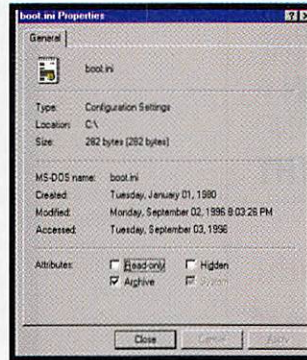 boot.ini Properties
General
boot.ini
Type: Configuration Settings
Location: C:\
Size: 282 bytes (282 bytes)
MS-DOS name: boot.ini
Created: Tuesday, January 01, 1980
Modified: Monday, September 02, 1996 8:03:26 PM
Accessed: Tuesday, September 03, 1996
Attributes: Read-only Hidden
Archive System
Close Cancel Apply